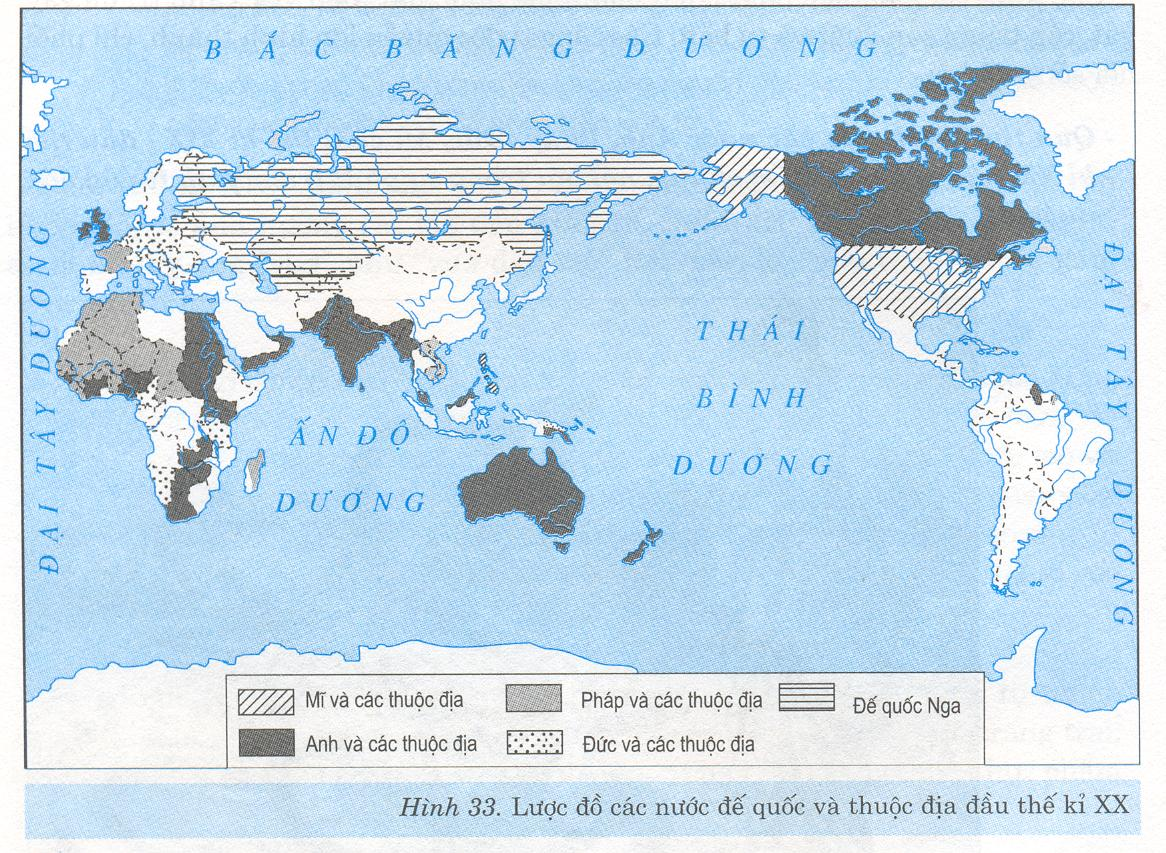 BẮC BĂNG DƯƠNG
ĐẠI TÂY DƯƠNG
THÁI
BÌNH
DƯƠNG
ẤN ĐỘ
DƯƠNG
ĐẠI TÂY DƯƠNG
Mĩ và các thuộc địa
Pháp và các thuộc địa
Đế quốc Nga
Anh và các thuộc địa
Đức và các thuộc địa
Hình 33. Lược đồ các nước đế quốc và thuộc địa đầu thế kỉ XX